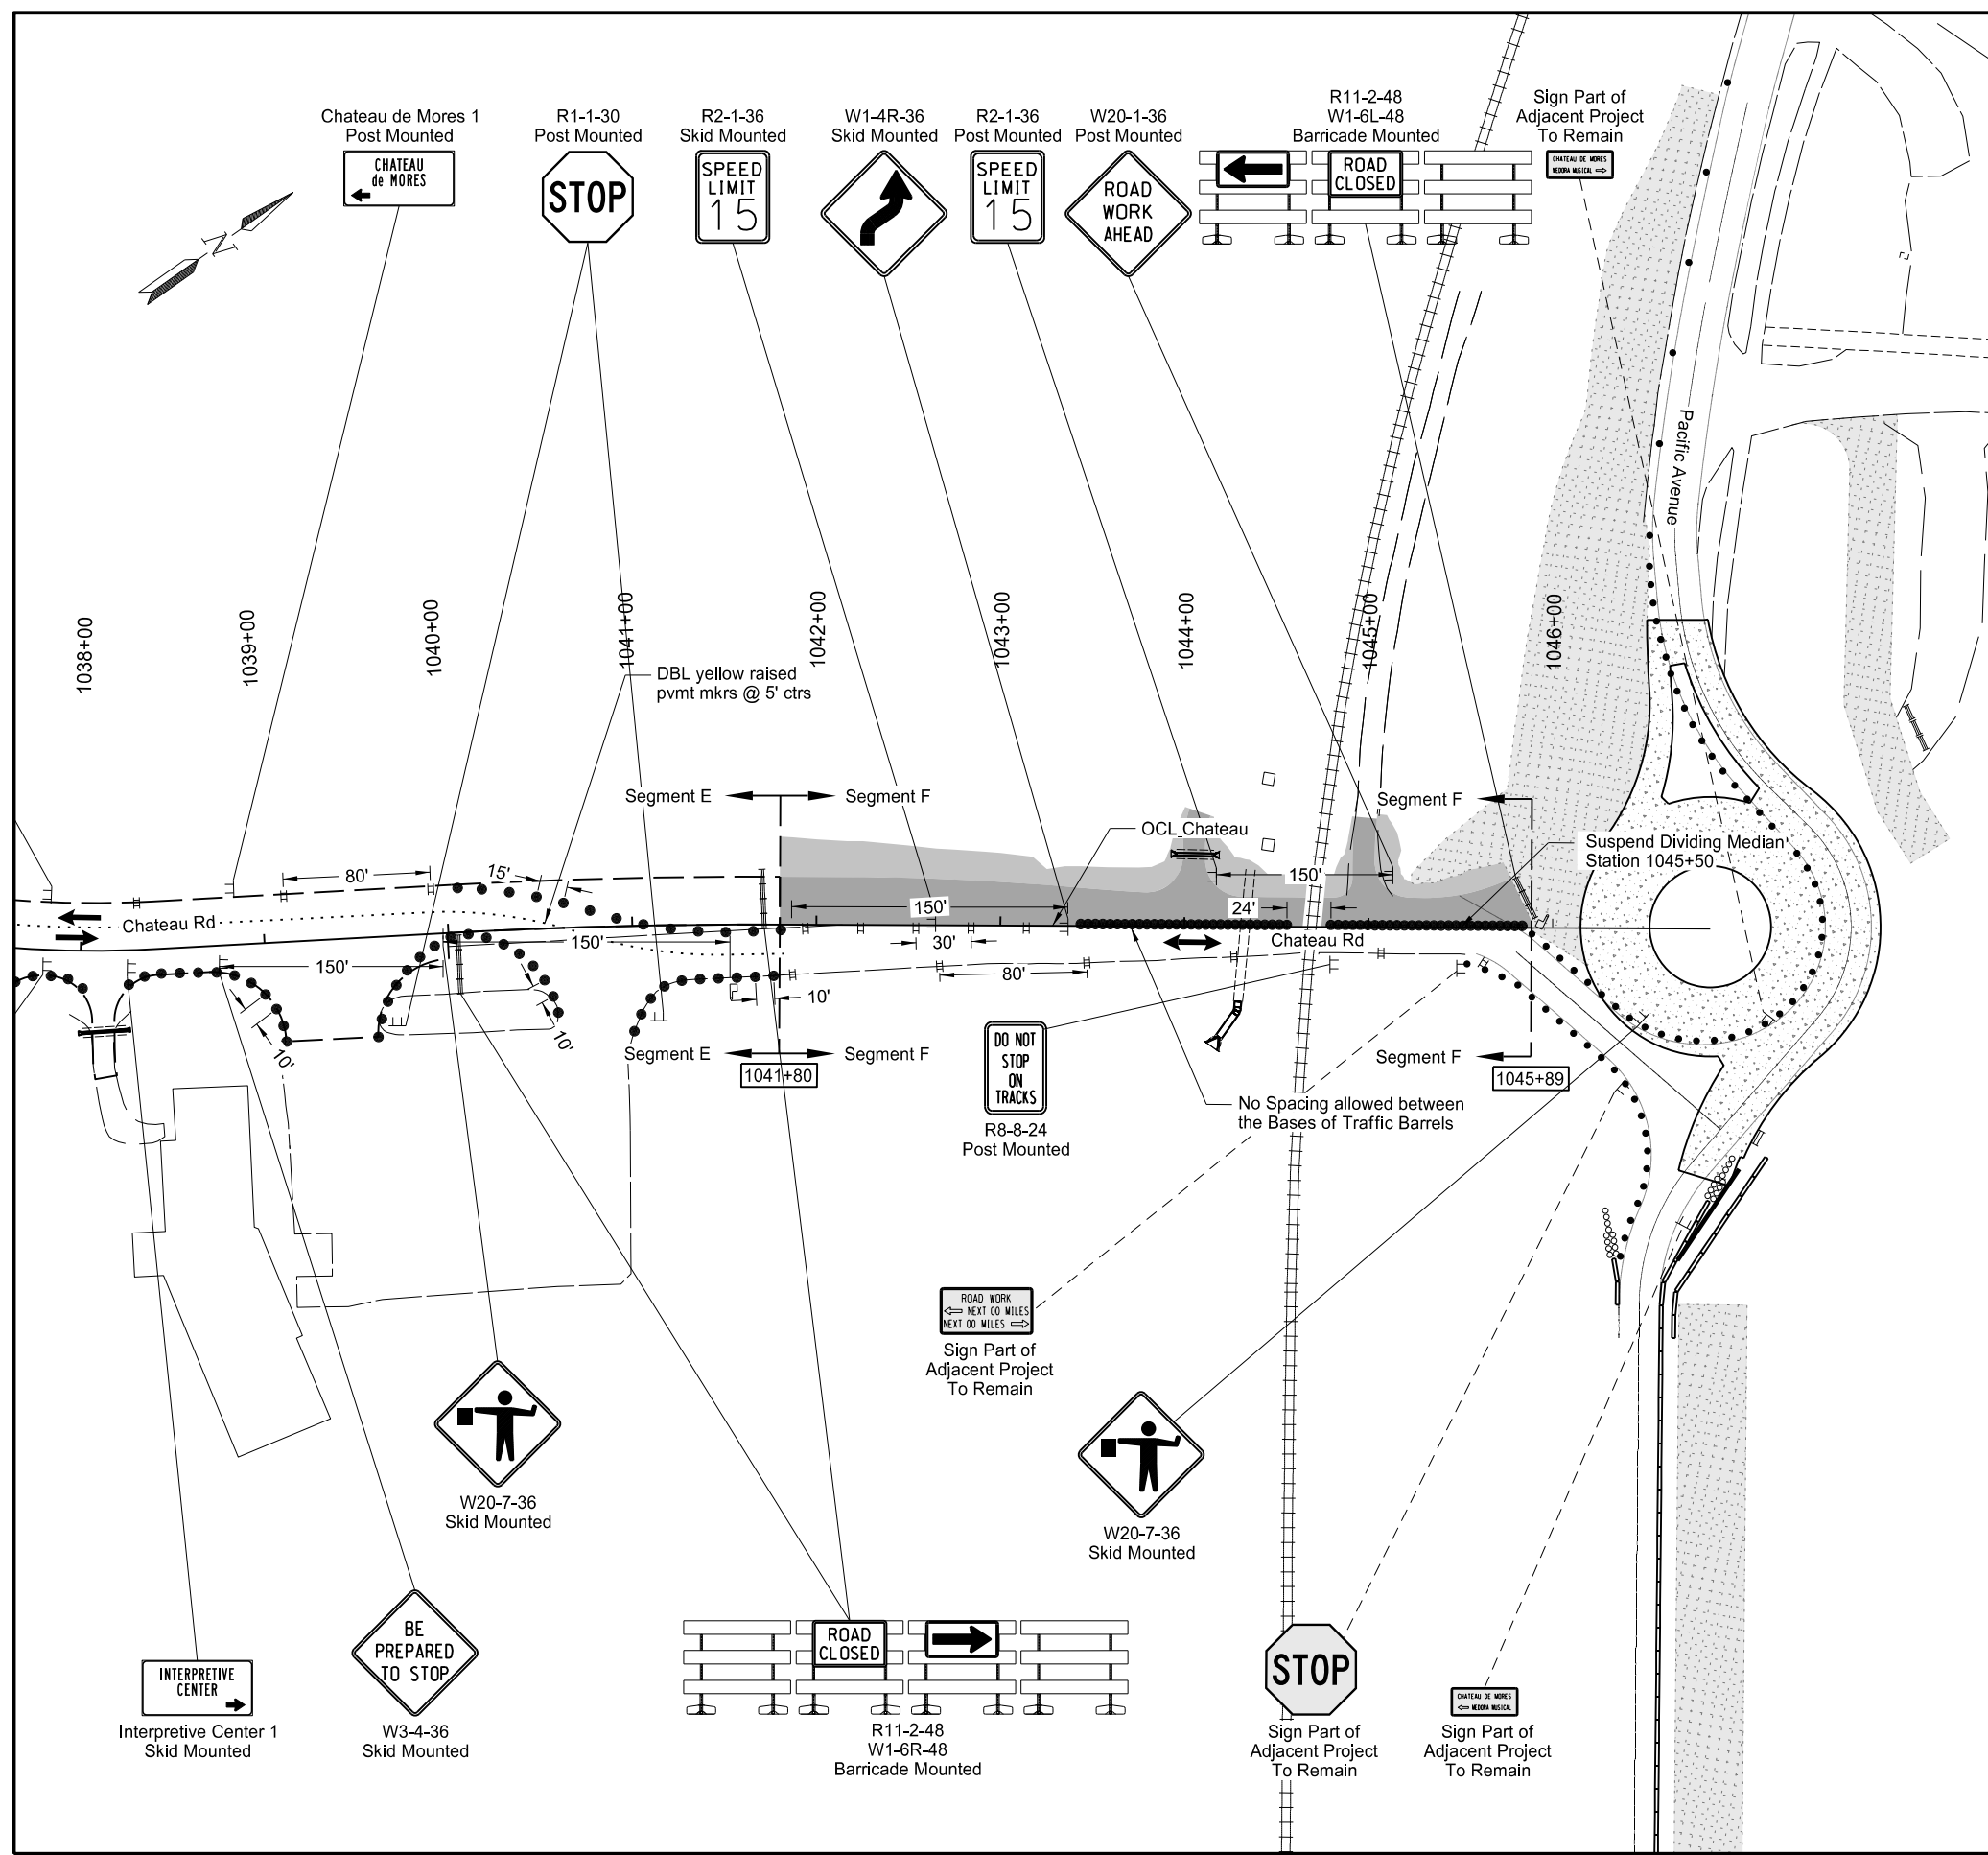 Chateau de Mores 1
Post Mounted
CHATEAU
de MORES
R1-1-30
Post Mounted
STOP
R2-1-36
Skid Mounted
SPEED
LIMIT
15
W1-4R-36
Skid Mounted
R2-1-36
Post Mounted
SPEED
LIMIT
15
W20-1-36
Post Mounted
ROAD
WORK
AHEAD
R11-2-48
W1-6L-48
Barricade Mounted
ROAD
CLOSED
Sign Part of
Adjacent Project
To Remain
CHATEAU DE MORES
MEDORA MUSICAL
N
Pacific Avenue
1038+00
1039+00
1040+00
1041+00
1042+00
1043+00
1044+00
1045+00
1046+00
DBL yellow raised
pvmt mkrs @ 5' ctrs
Segment E
Segment F
Segment F
OCL_Chateau
Suspend Dividing Median
Station 1045+50
80'
15'
150'
150'
24'
Chateau Rd
150'
30'
Chateau Rd
150'
80'
10'
10'
10'
Segment E
Segment F
1041+80
Segment F
1045+89
DO NOT
STOP
ON
TRACKS
R8-8-24
Post Mounted
No Spacing allowed between
the Bases of Traffic Barrels
ROAD WORK
NEXT 00 MILES
NEXT 00 MILES
Sign Part of
Adjacent Project
To Remain
W20-7-36
Skid Mounted
W20-7-36
Skid Mounted
INTERPRETIVE
CENTER
Interpretive Center 1
Skid Mounted
BE
PREPARED
TO STOP
W3-4-36
Skid Mounted
ROAD
CLOSED
R11-2-48
W1-6R-48
Barricade Mounted
STOP
Sign Part of
Adjacent Project
To Remain
CHATEAU DE MORES
MEDORA MUSICAL
Sign Part of
Adjacent Project
To Remain